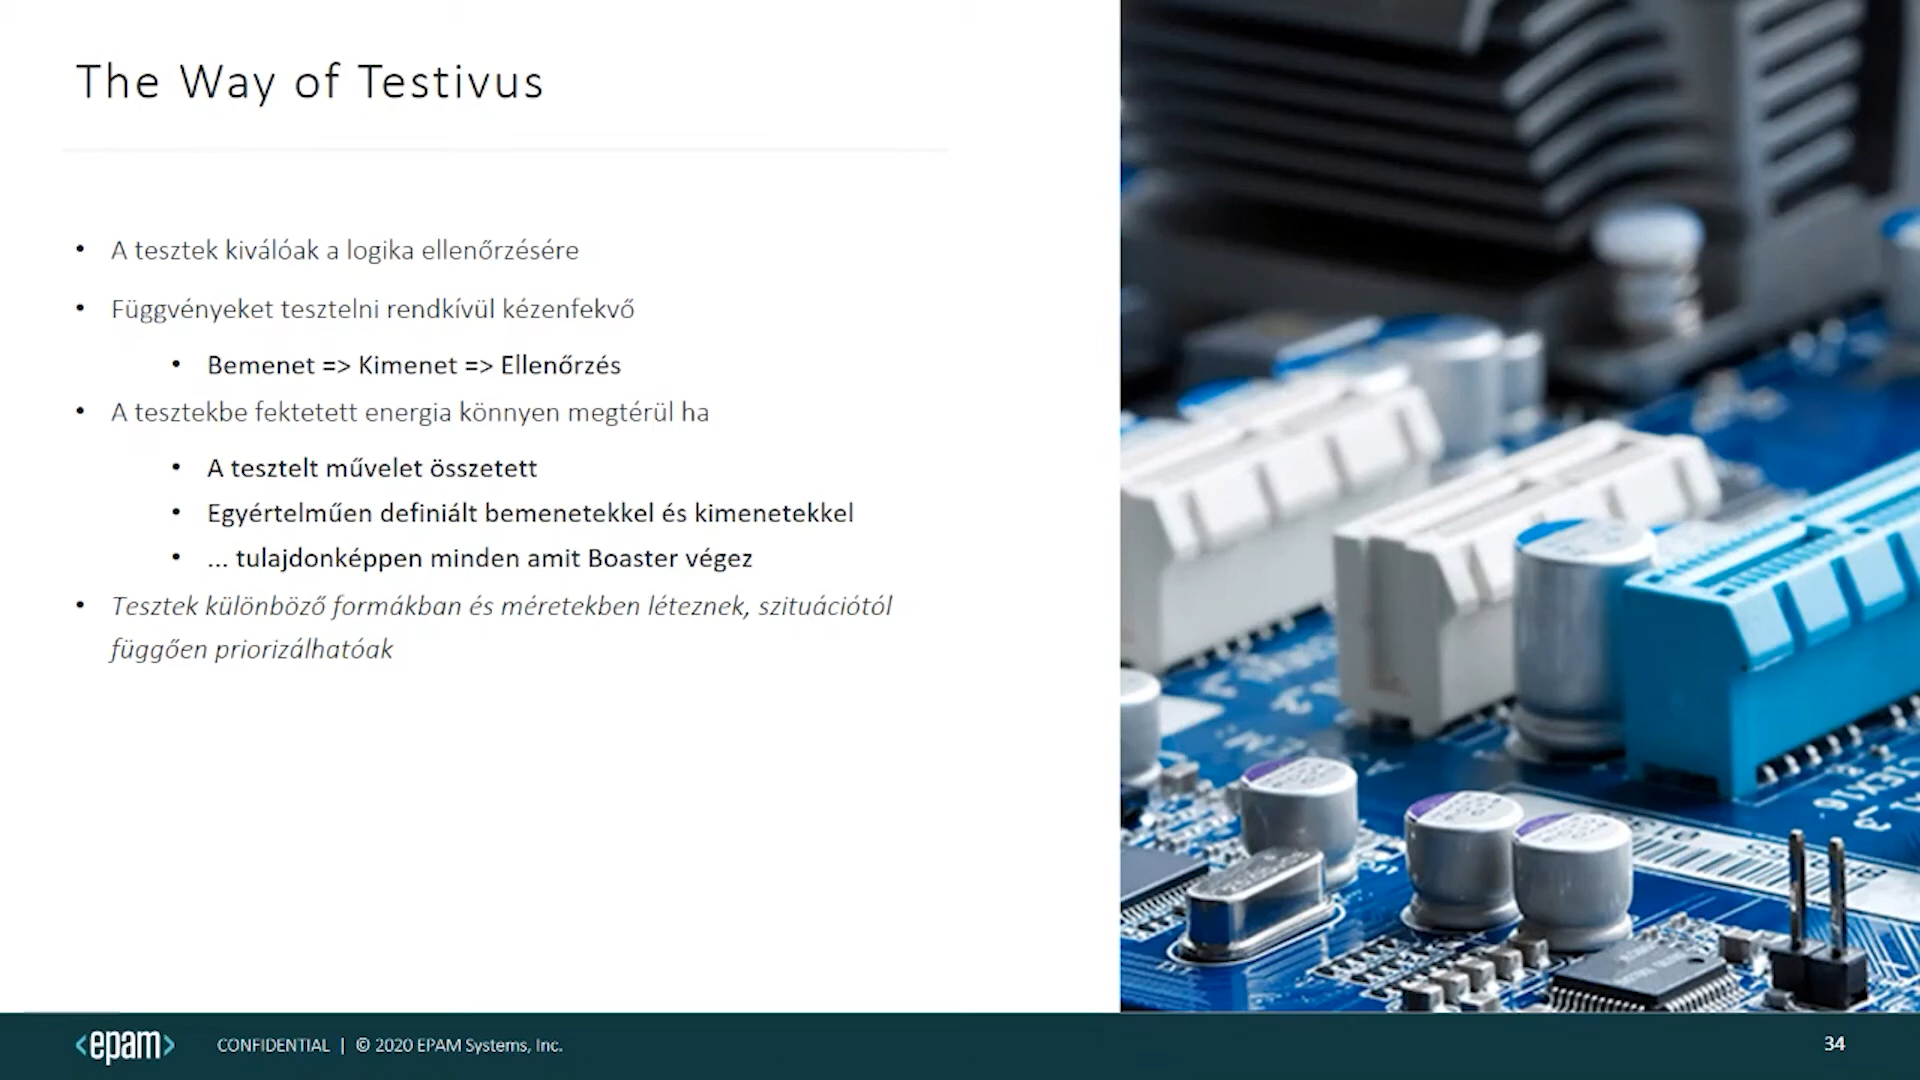 The Way of Testivus
• A tesztek kiválóak a logika ellenőrzésére
• Függvényeket tesztelni rendkívül kézenfekvő
• Bemenet => Kimenet => Ellenőrzés
• A tesztekbe fektetett energia könnyen megtérül ha
• A tesztelt művelet összetett
• Egyértelműen definiált bemenetekkel és kimenetekkel
• ... tulajdonképpen minden amit Boaster végez
• Tesztek különböző formákban és méretekben léteznek, szituációtól
függően priorizálhatóak
<epam> CONFIDENTIAL | © 2020 EPAM Systems, Inc. 34